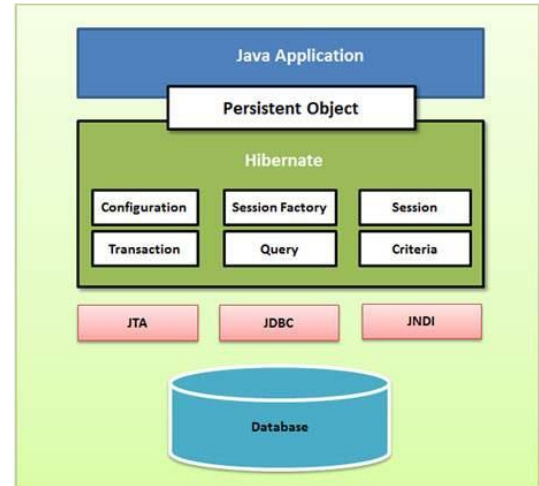 Java Application
Persistent Object
Hibernate
Configuration
Session Factory
Session
Transaction
Query
Criteria
JTA
JDBC
JNDI
Database